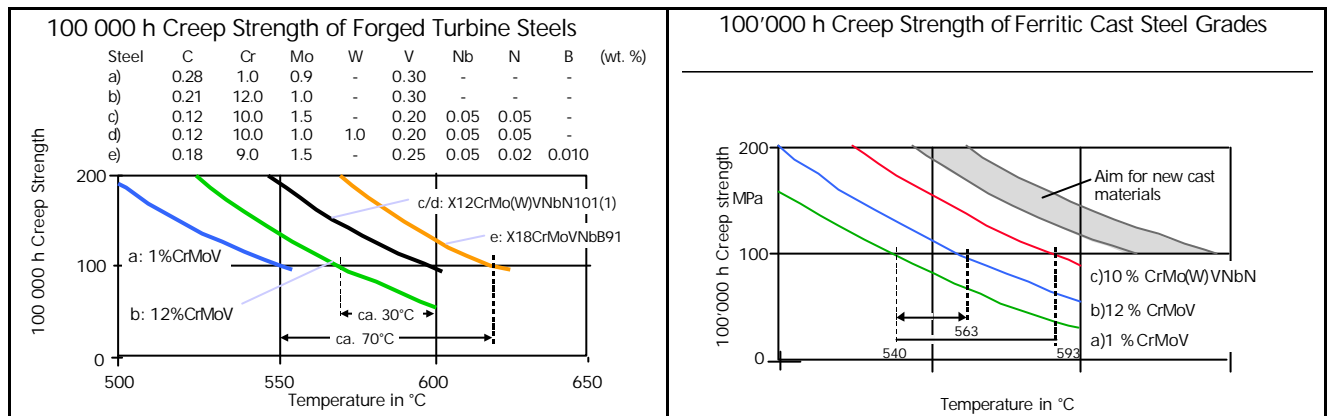 100 000 h Creep Strength of Forged Turbine Steels
Steel C Cr Mo W V Nb N B (wt. %)
a) 0.28 1.0 0.9 - 0.30 - - -
b) 0.21 12.0 1.0 - 0.30 - - -
c) 0.12 10.0 1.5 - 0.20 0.05 0.05 -
d) 0.12 10.0 1.0 1.0 0.20 0.05 0.05 -
e) 0.18 9.0 1.5 - 0.25 0.05 0.02 0.010
100 000 h Creep Strength
200
100
0
c/d: X12CrMo(W)VNbN101(1)
e: X18CrMoVNbB91
a: 1%CrMoV
b: 12%CrMoV
ca. 30°C
ca. 70°C
500 550 600 650
Temperature in °C
100’000 h Creep Strength of Ferritic Cast Steel Grades
100’000 h Creep strength
200
MPa
100
0
Aim for new cast
materials
c)10 % CrMo(W)VNbN
b)12 % CrMoV
a)1 %CrMoV
563
540
593
Temperature in °C